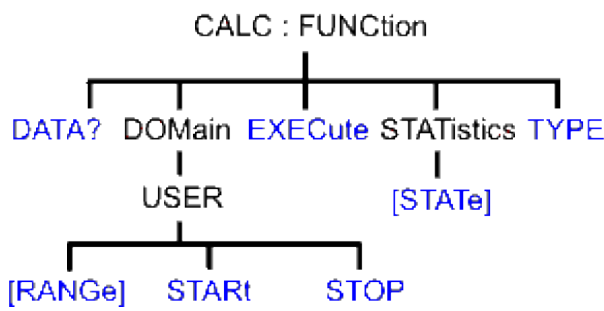 CALC : FUNCtion
DATA? DOMain EXECute STATistics TYPE
USER [STATe]
[RANGe] STARt STOP